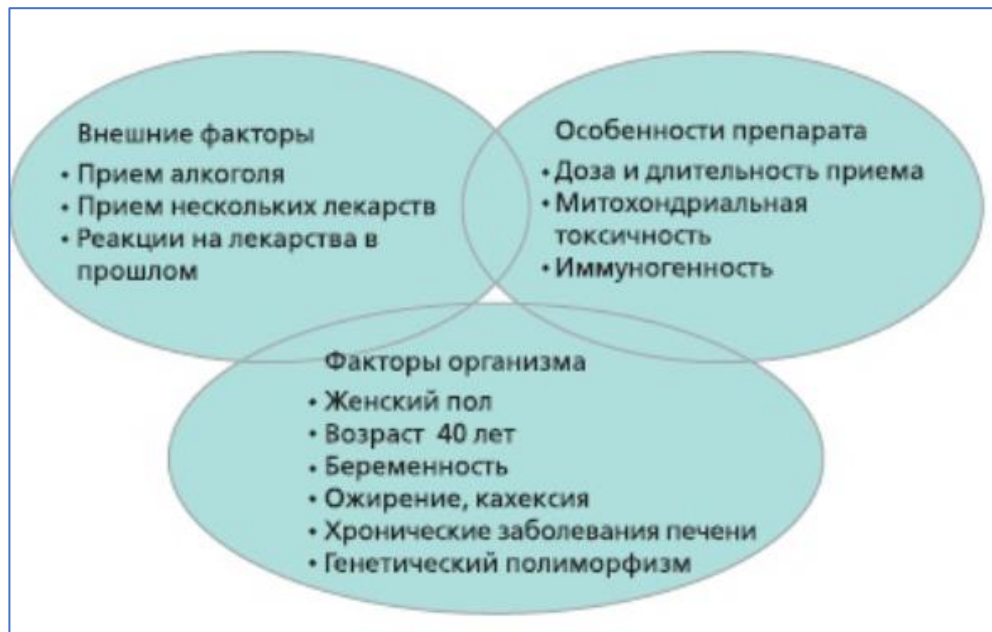 Внешние факторы
• Прием алкоголя
• Прием нескольких лекарств
• Реакции на лекарства в
прошлом
Особенности препарата
• Доза и длительность приема
• Митохондриальная
токсичность
• Иммуногенность
Факторы организма
• Женский пол
• Возраст 40 лет
• Беременность
• Ожирение, кахексия
• Хронические заболевания печени
• Генетический полиморфизм